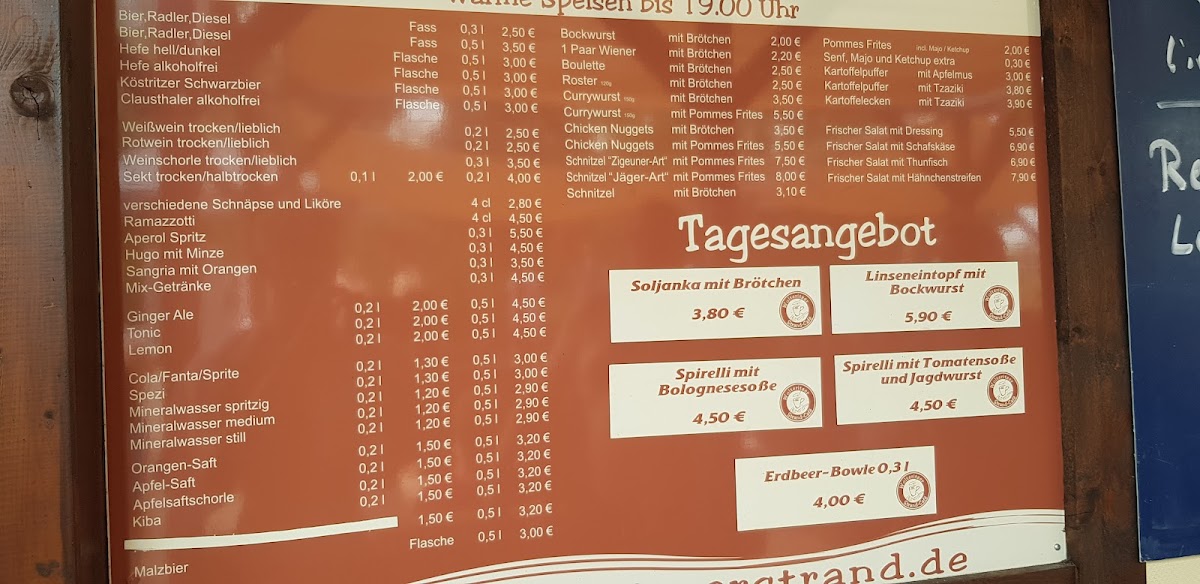 Warme Speisen bis 19.00 Uhr
Bier,Radler,Diesel Fass 0,3 l 2,50 €
Bier,Radler,Diesel Fass 0,5 l 3,50 €
Hefe hell/dunkel Flasche 0,5 l 3,00 €
Hefe alkoholfrei Flasche 0,5 l 3,00 €
Köstritzer Schwarzbier Flasche 0,5 l 3,00 €
Clausthaler alkoholfrei Flasche 0,5 l 3,00 €
Weißwein trocken/lieblich 0,2 l 2,50 €
Rotwein trocken/lieblich 0,2 l 2,50 €
Weinschorle trocken/lieblich 0,3 l 3,50 €
Sekt trocken/halbtrocken 0,1 l 2,00 € 0,2 l 4,00 €
verschiedene Schnäpse und Liköre 4 cl 2,80 €
Ramazzotti 4 cl 4,50 €
Aperol Spritz 0,3 l 5,50 €
Hugo mit Minze 0,3 l 4,50 €
Sangria mit Orangen 0,3 l 3,50 €
Mix-Getränke 0,3 l 4,50 €
Ginger Ale 0,2 l 2,00 € 0,5 l 4,50 €
Tonic 0,2 l 2,00 € 0,5 l 4,50 €
Lemon 0,2 l 2,00 € 0,5 l 4,50 €
Cola/Fanta/Sprite 0,2 l 1,30 € 0,5 l 3,00 €
Spezi 0,2 l 1,30 € 0,5 l 3,00 €
Mineralwasser spritzig 0,2 l 1,20 € 0,5 l 2,90 €
Mineralwasser medium 0,2 l 1,20 € 0,5 l 2,90 €
Mineralwasser still 0,2 l 1,20 € 0,5 l 2,90 €
Orangen-Saft 0,2 l 1,50 € 0,5 l 3,20 €
Apfel-Saft 0,2 l 1,50 € 0,5 l 3,20 €
Apfelsaftschorle 0,2 l 1,50 € 0,5 l 3,20 €
Kiba 0,2 l 1,50 € 0,5 l 3,20 €
Malzbier Flasche 0,5 l 3,00 €
Bockwurst mit Brötchen 2,00 €
1 Paar Wiener mit Brötchen 2,20 €
Boulette mit Brötchen 2,50 €
Roster 120g mit Brötchen 2,50 €
Currywurst 150g mit Brötchen 3,50 €
Currywurst 150g mit Pommes Frites 5,50 €
Chicken Nuggets mit Brötchen 3,50 €
Chicken Nuggets mit Pommes Frites 5,50 €
Schnitzel "Zigeuner-Art" mit Pommes Frites 7,50 €
Schnitzel "Jäger-Art" mit Pommes Frites 8,00 €
Schnitzel mit Brötchen 3,10 €
Pommes Frites incl. Majo / Ketchup 2,00 €
Senf, Majo und Ketchup extra 0,30 €
Kartoffelpuffer mit Apfelmus 3,00 €
Kartoffelpuffer mit Tzaziki 3,80 €
Kartoffelecken mit Tzaziki 3,90 €
Frischer Salat mit Dressing 5,50 €
Frischer Salat mit Schafskäse 6,90 €
Frischer Salat mit Thunfisch 6,90 €
Frischer Salat mit Hähnchenstreifen 7,90 €
Tagesangebot
Soljanka mit Brötchen
3,80 €
Linseneintopf mit
Bockwurst
5,90 €
Spirelli mit
Bolognesesoße
4,50 €
Spirelli mit Tomatensoße
und Jagdwurst
4,50 €
Erdbeer-Bowle 0,3 l
4,00 €